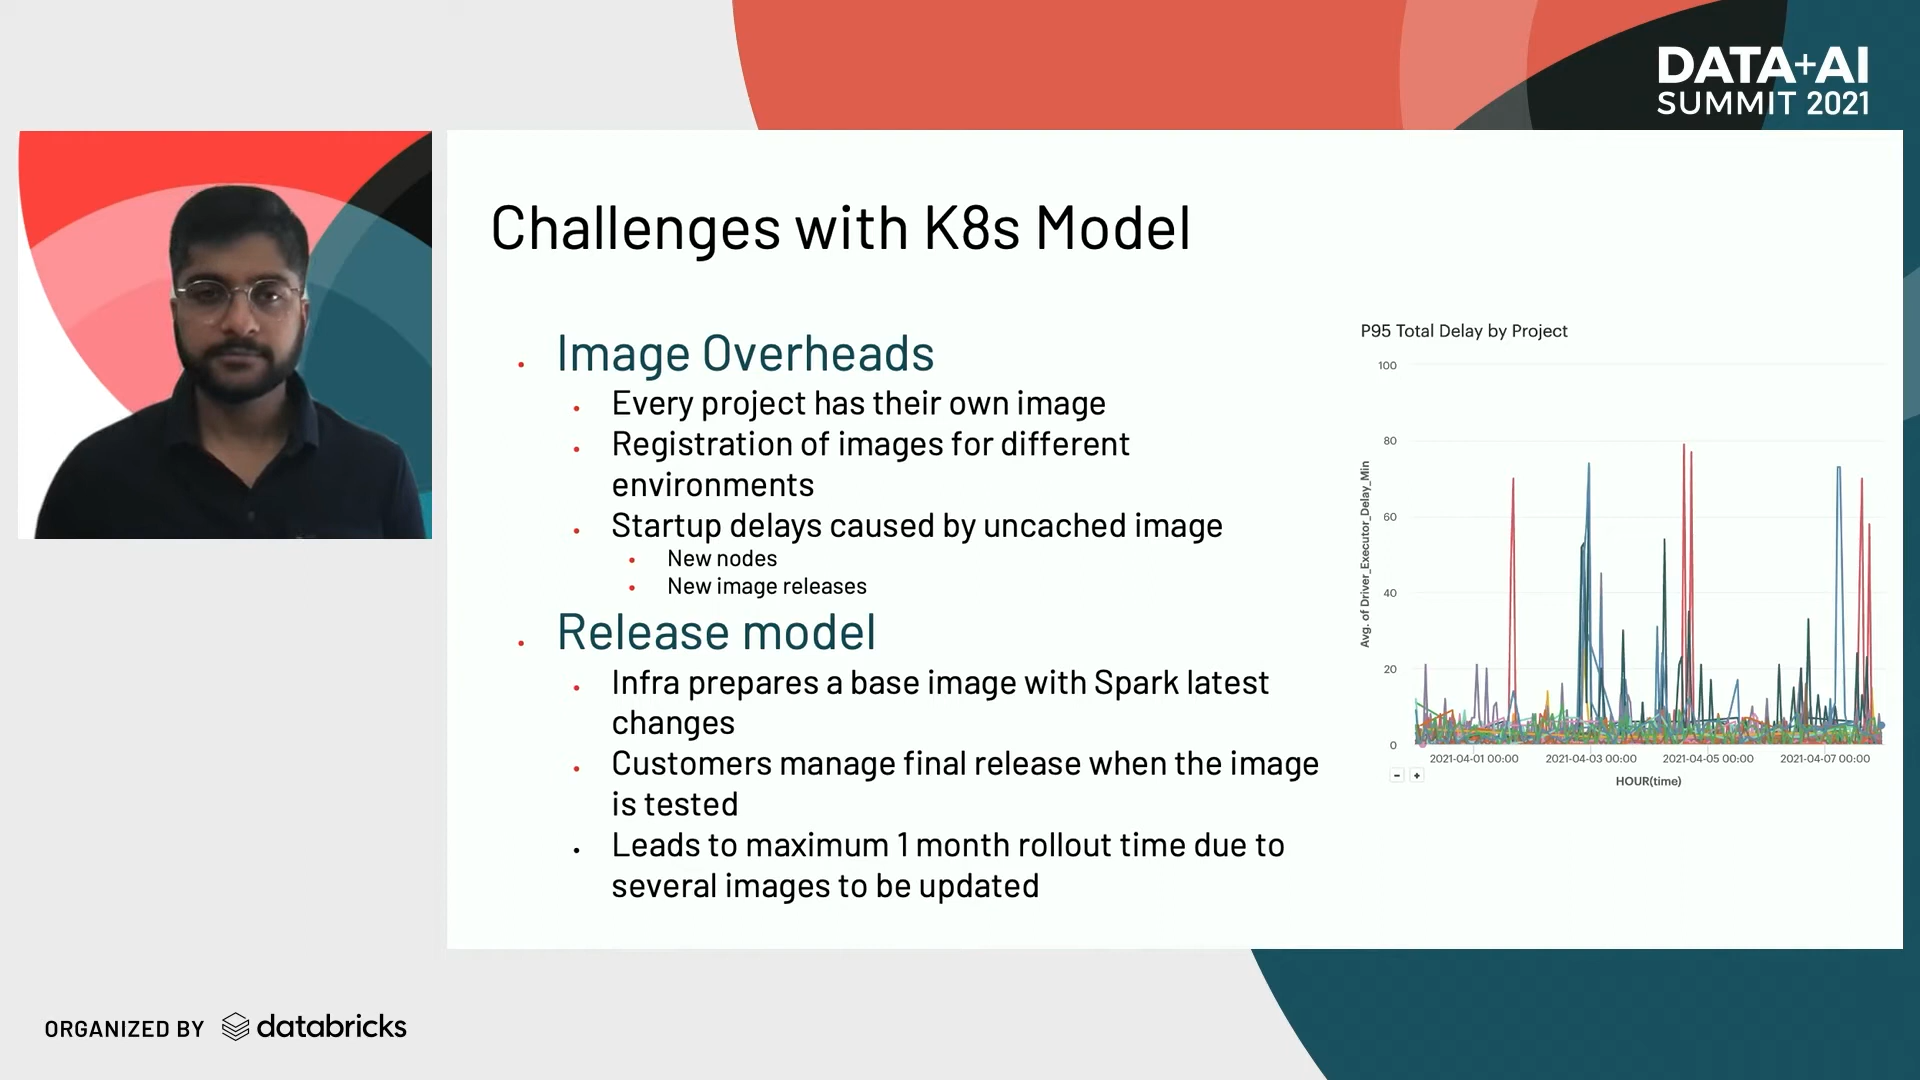 DATA+AI
SUMMIT 2021
Challenges with K8s Model
Image Overheads
Every project has their own image
Registration of images for different
environments
Startup delays caused by uncached image
New nodes
New image releases
Release model
Infra prepares a base image with Spark latest
changes
Customers manage final release when the image
is tested
Leads to maximum 1 month rollout time due to
several images to be updated
P95 Total Delay by Project
100
80
60
40
20
0
Avg. of Driver_Executor_Delay_Min
2021-04-01 00:00 2021-04-03 00:00 2021-04-05 00:00 2021-04-07 00:00
- +
HOUR(time)
ORGANIZED BY databricks